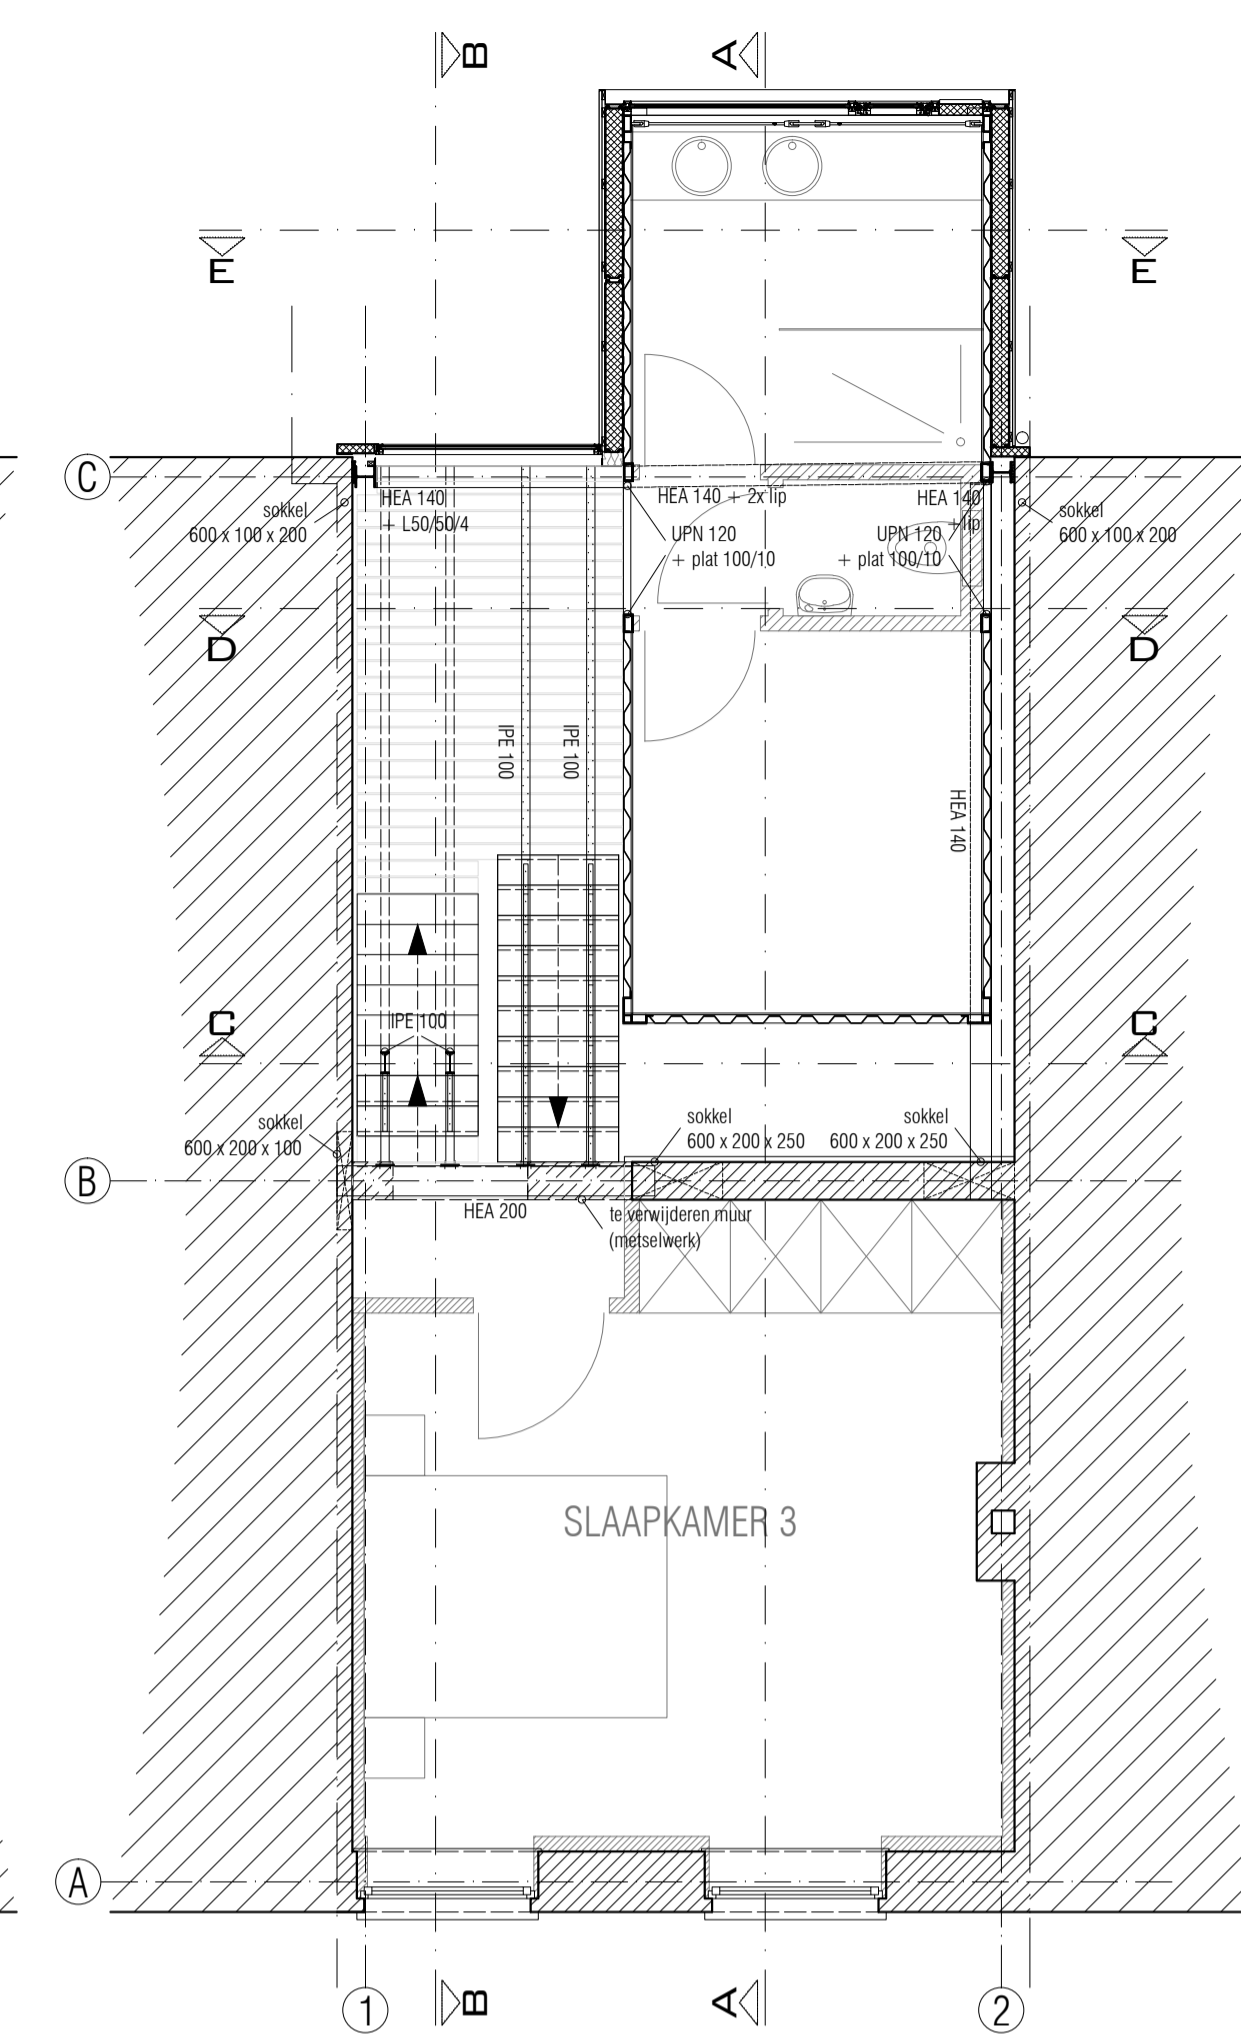 B
A
E
E
C
HEA 140
+ L50/50/4
sokkel
600 x 100 x 200
HEA 140 + 2x lip
UPN 120
+ plat 100/10
HEA 140
+ lip
UPN 120
+ plat 100/10
sokkel
600 x 100 x 200
D
D
IPE 100
IPE 100
HEA 140
C
C
IPE 100
sokkel
600 x 200 x 100
sokkel
600 x 200 x 250
sokkel
600 x 200 x 250
B
HEA 200
te verwijderen muur
(metselwerk)
SLAAPKAMER 3
A
1
B
A
2